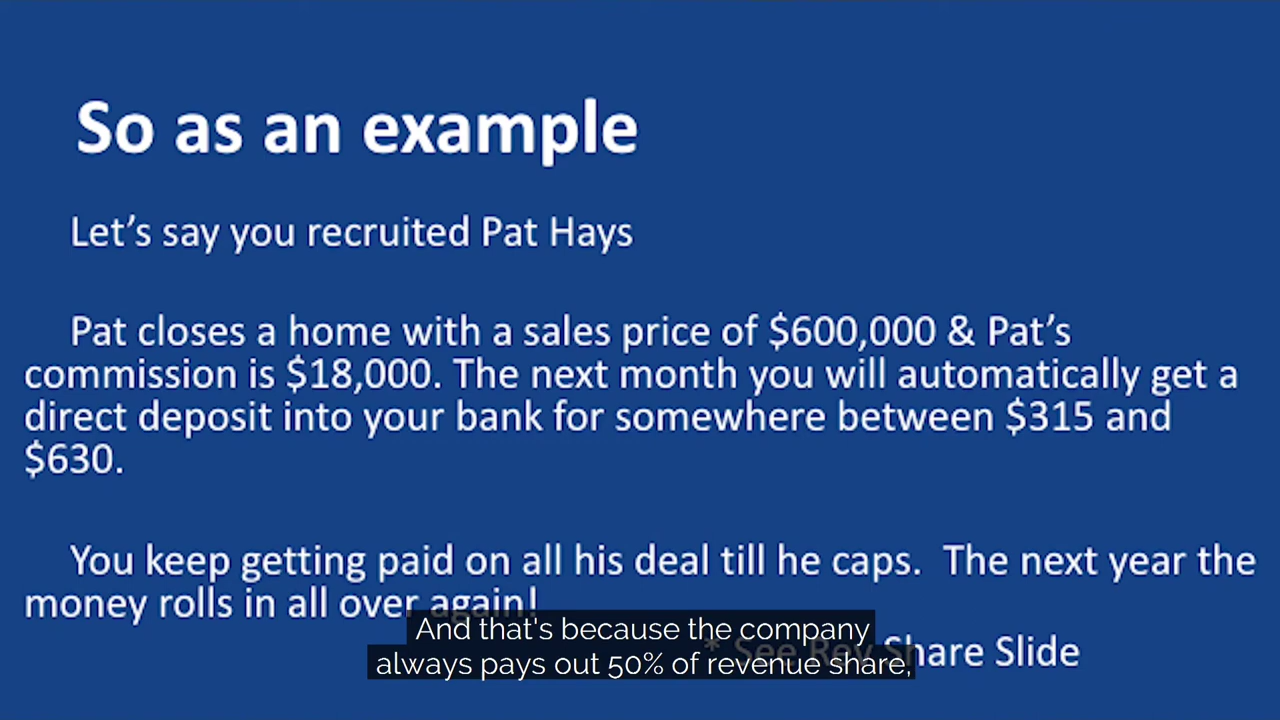 So as an example
Let's say you recruited Pat Hays
Pat closes a home with a sales price of $600,000 & Pat's
commission is $18,000. The next month you will automatically get a
direct deposit into your bank for somewhere between $315 and
$630.
You keep getting paid on all his deal till he caps. The next year the
money rolls in all over again!
* See Rev Share Slide
And that's because the company
always pays out 50% of revenue share,